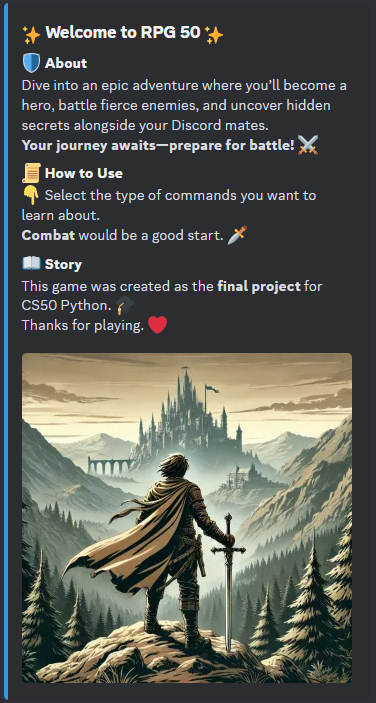 ✨ Welcome to RPG 50 ✨
🛡️ About
Dive into an epic adventure where you'll become a
hero, battle fierce enemies, and uncover hidden
secrets alongside your Discord mates.
Your journey awaits—prepare for battle! ⚔️
📜 How to Use
👇 Select the type of commands you want to
learn about.
Combat would be a good start. 🗡️
📖 Story
This game was created as the final project for
CS50 Python. 🎓
Thanks for playing. ❤️